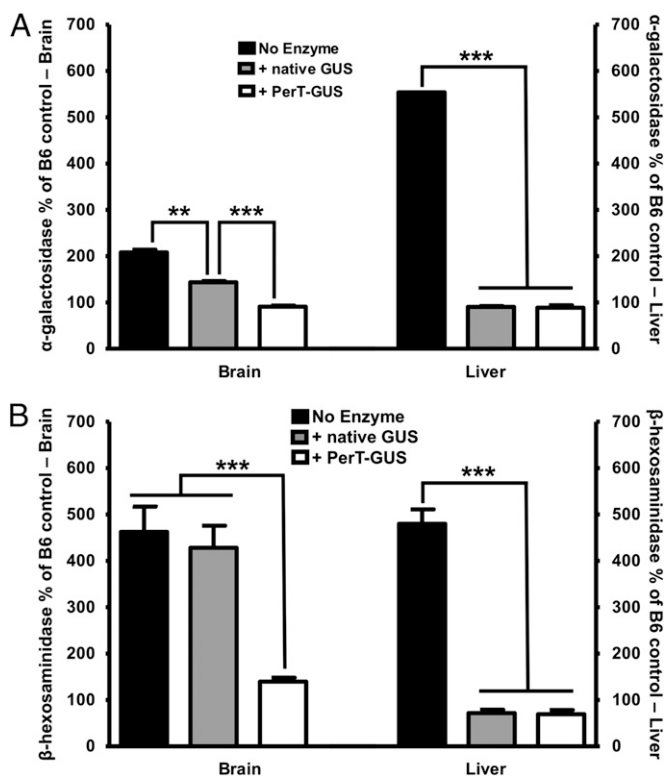 A
α-galactosidase % of B6 control – Brain
700
600
500
400
300
200
100
0
No Enzyme
+ native GUS
+ PerT-GUS
**
***
***
Brain
Liver
700
600
500
400
300
200
100
0
α-galactosidase % of B6 control – Liver
B
β-hexosaminidase % of B6 control – Brain
700
600
500
400
300
200
100
0
No Enzyme
+ native GUS
+ PerT-GUS
***
***
Brain
Liver
700
600
500
400
300
200
100
0
β-hexosaminidase % of B6 control – Liver